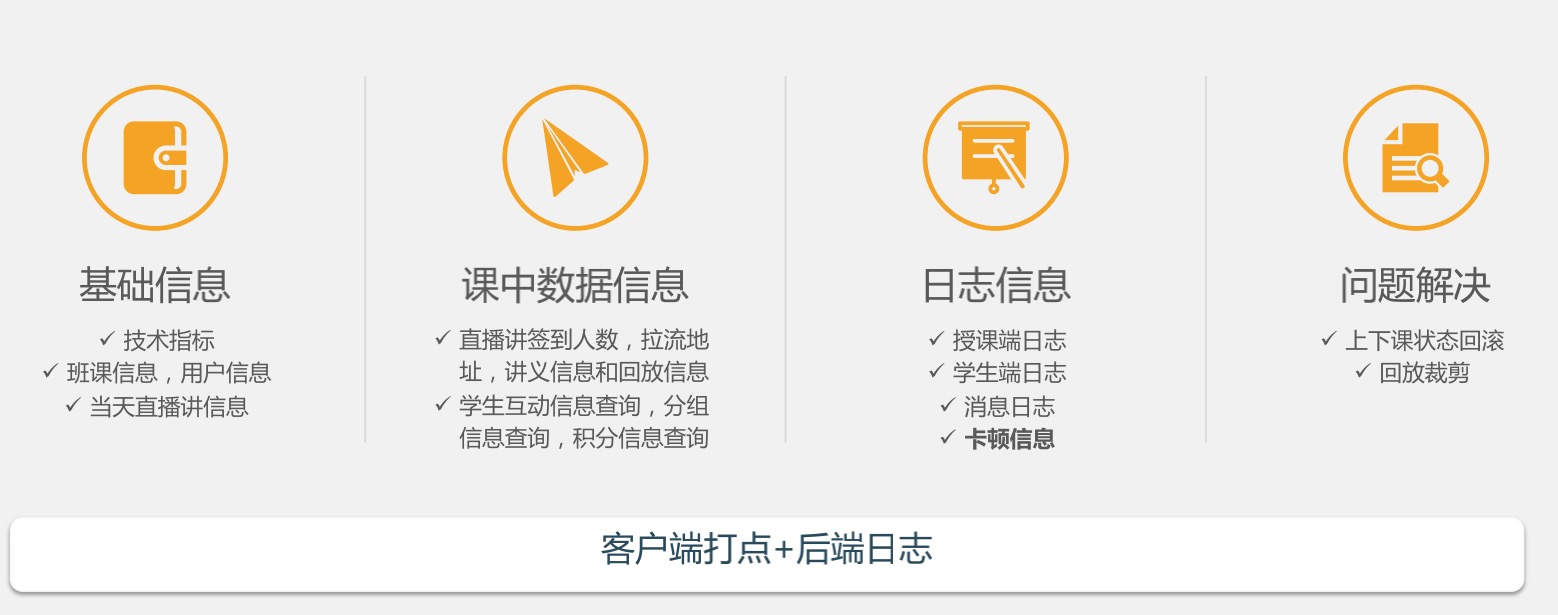 基础信息
✓ 技术指标
✓ 班课信息，用户信息
✓ 当天直播讲信息
课中数据信息
✓ 直播讲签到人数，拉流地
址，讲义信息和回放信息
✓ 学生互动信息查询，分组
信息查询，积分信息查询
日志信息
✓ 授课端日志
✓ 学生端日志
✓ 消息日志
✓ 卡顿信息
问题解决
✓ 上下课状态回滚
✓ 回放裁剪
客户端打点+后端日志